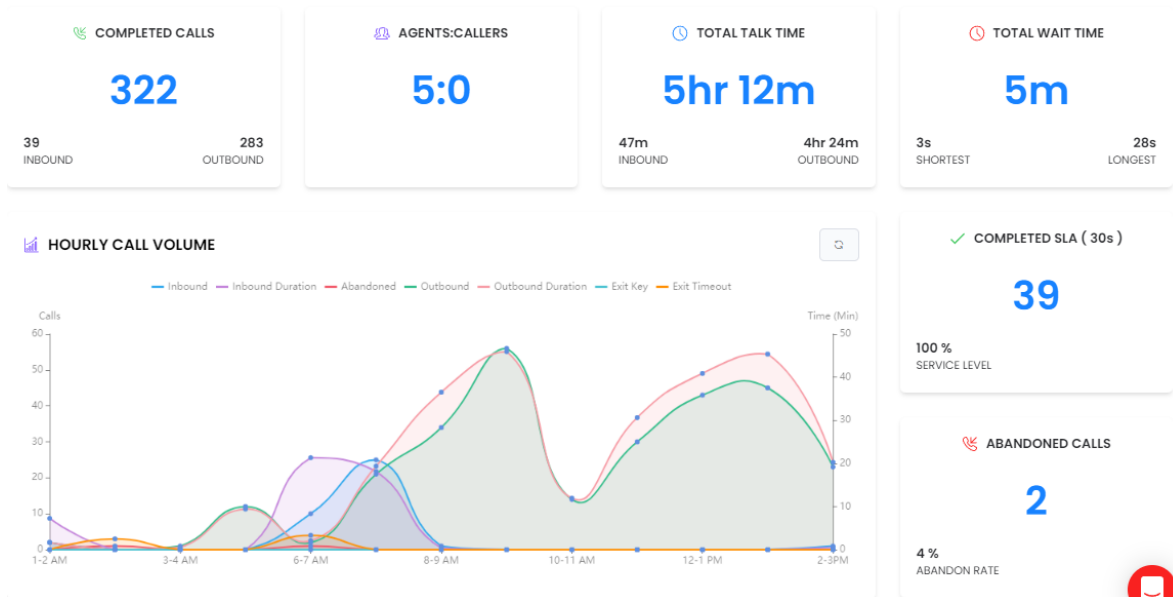 COMPLETED CALLS
322
39 283
INBOUND OUTBOUND
AGENTS:CALLERS
5:0
TOTAL TALK TIME
5hr 12m
47m 4hr 24m
INBOUND OUTBOUND
TOTAL WAIT TIME
5m
3s 28s
SHORTEST LONGEST
HOURLY CALL VOLUME
Inbound Inbound Duration Abandoned Outbound Outbound Duration Exit Key Exit Timeout
Calls Time (Min)
60 50
50
40
40
30
30
20
20
10
10
0 0
1-2 AM 3-4 AM 6-7 AM 8-9 AM 10-11 AM 12-1 PM 2-3PM
COMPLETED SLA ( 30s )
39
100 %
SERVICE LEVEL
ABANDONED CALLS
2
4 %
ABANDON RATE